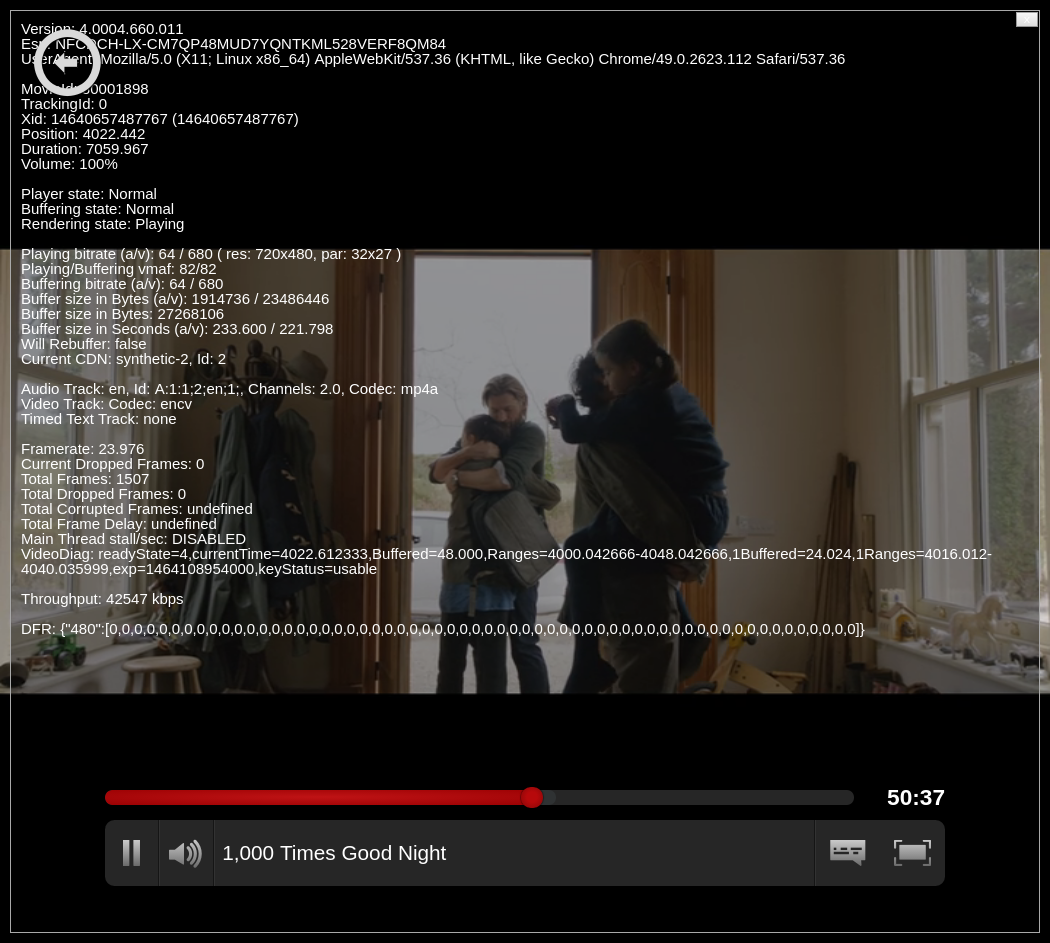 Version: 4.0004.660.011
Esn: NFCDCH-LX-CM7QP48MUD7YQNTKML528VERF8QM84
UserAgent: Mozilla/5.0 (X11; Linux x86_64) AppleWebKit/537.36 (KHTML, like Gecko) Chrome/49.0.2623.112 Safari/537.36
MovieId: 80001898
TrackingId: 0
Xid: 14640657487767 (14640657487767)
Position: 4022.442
Duration: 7059.967
Volume: 100%
Player state: Normal
Buffering state: Normal
Rendering state: Playing
Playing bitrate (a/v): 64 / 680 ( res: 720x480, par: 32x27 )
Playing/Buffering vmaf: 82/82
Buffering bitrate (a/v): 64 / 680
Buffer size in Bytes (a/v): 1914736 / 23486446
Buffer size in Bytes: 27268106
Buffer size in Seconds (a/v): 233.600 / 221.798
Will Rebuffer: false
Current CDN: synthetic-2, Id: 2
Audio Track: en, Id: A:1:1;2;en;1;, Channels: 2.0, Codec: mp4a
Video Track: Codec: encv
Timed Text Track: none
Framerate: 23.976
Current Dropped Frames: 0
Total Frames: 1507
Total Dropped Frames: 0
Total Corrupted Frames: undefined
Total Frame Delay: undefined
Main Thread stall/sec: DISABLED
VideoDiag: readyState=4,currentTime=4022.612333,Buffered=48.000,Ranges=4000.042666-4048.042666,1Buffered=24.024,1Ranges=4016.012-
4040.035999,exp=1464108954000,keyStatus=usable
Throughput: 42547 kbps
DFR: {"480":[0,0,0,0,0,0,0,0,0,0,0,0,0,0,0,0,0,0,0,0,0,0,0,0,0,0,0,0,0,0,0,0,0,0,0,0,0,0,0,0,0,0,0,0,0,0,0,0,0,0,0,0,0,0,0,0,0,0,0,0]}
50:37
1,000 Times Good Night